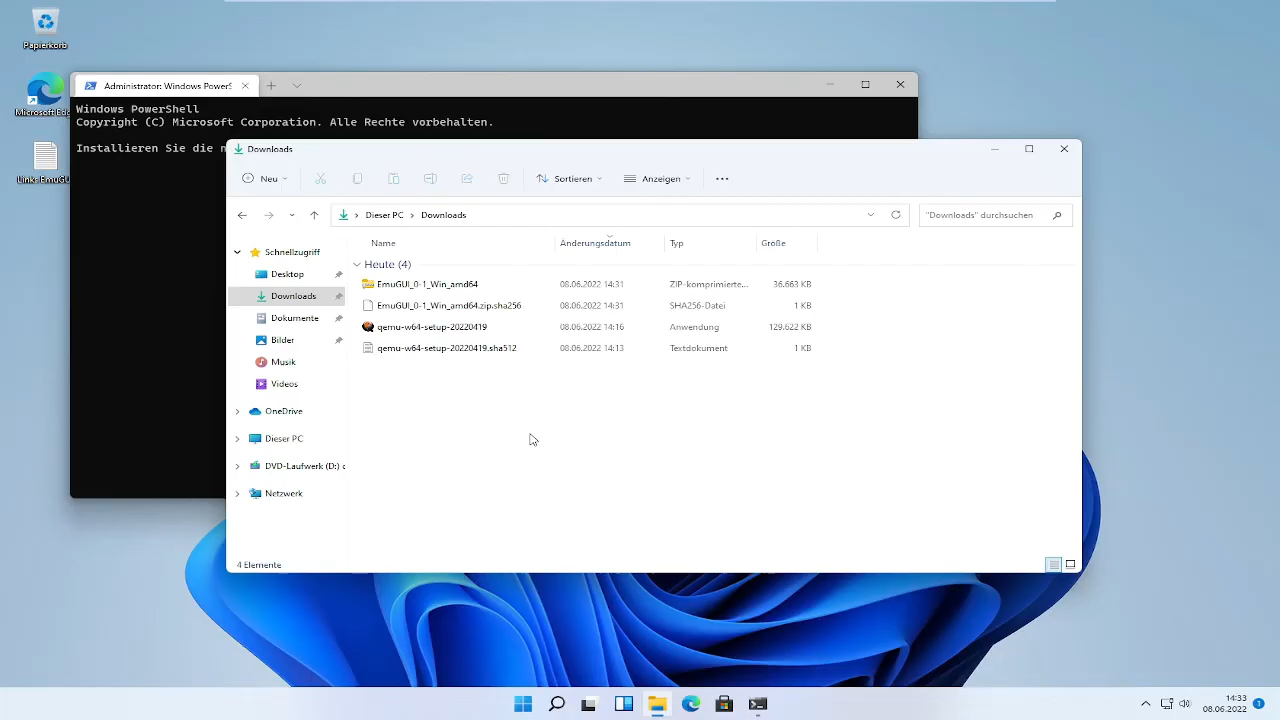 Papierkorb
Administrator: Windows PowerS
Microsoft Edg
Windows PowerShell
Copyright (C) Microsoft Corporation. Alle Rechte vorbehalten.
Installieren Sie die n
Links EmuGU
Downloads
Neu
Sortieren
Anzeigen
Dieser PC
Downloads
"Downloads" durchsuchen
Name
Änderungsdatum
Typ
Größe
Schnellzugriff
Desktop
Downloads
Dokumente
Bilder
Musik
Videos
OneDrive
Dieser PC
DVD-Laufwerk (D:) c
Netzwerk
Heute (4)
EmuGUI_0-1_Win_amd64 08.06.2022 14:31 ZIP-komprimierte... 36.663 KB
EmuGUI_0-1_Win_amd64.zip.sha256 08.06.2022 14:31 SHA256-Datei 1 KB
qemu-w64-setup-20220419 08.06.2022 14:16 Anwendung 129.622 KB
qemu-w64-setup-20220419.sha512 08.06.2022 14:13 Textdokument 1 KB
4 Elemente
14:33
08.06.2022
1